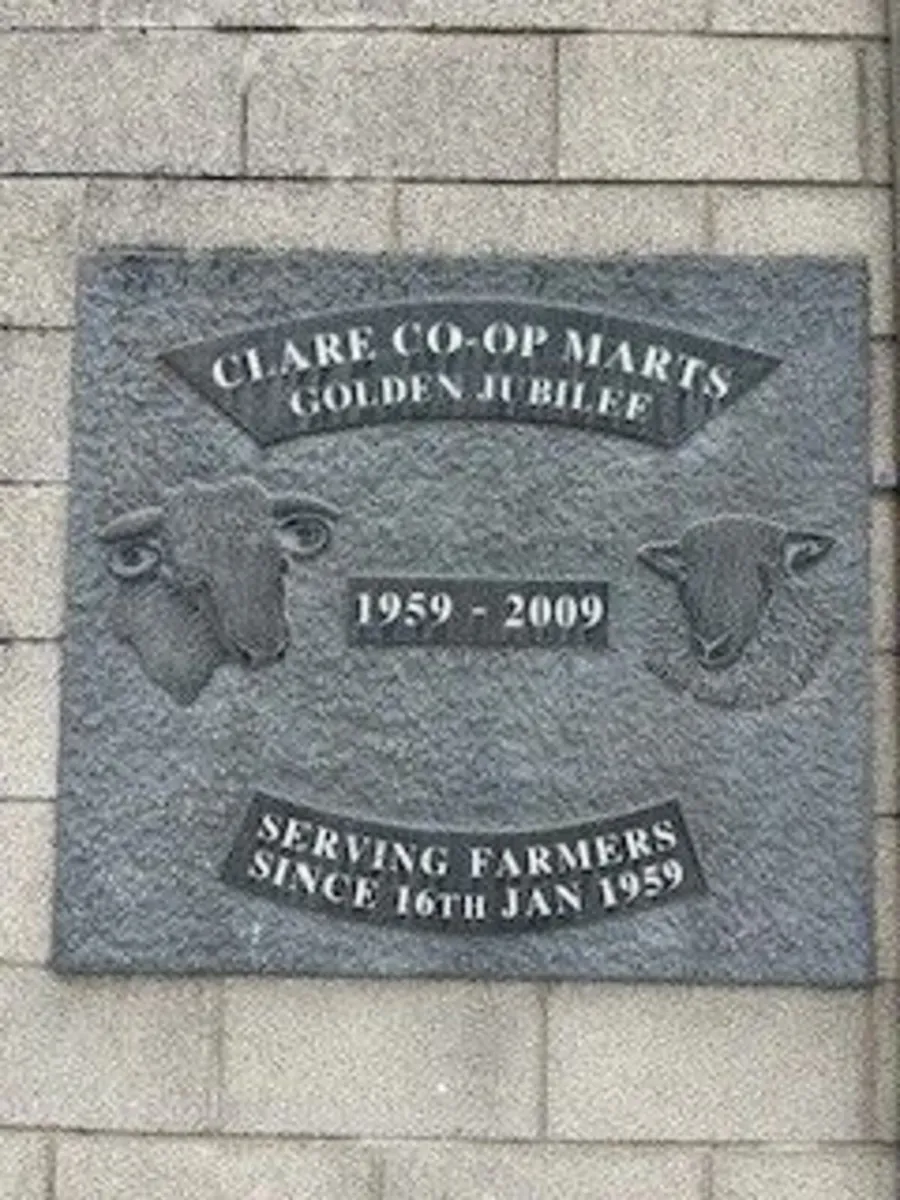 CLARE CO-OP MARTS
GOLDEN JUBILEE
1959 - 2009
SERVING FARMERS
SINCE 16TH JAN 1959